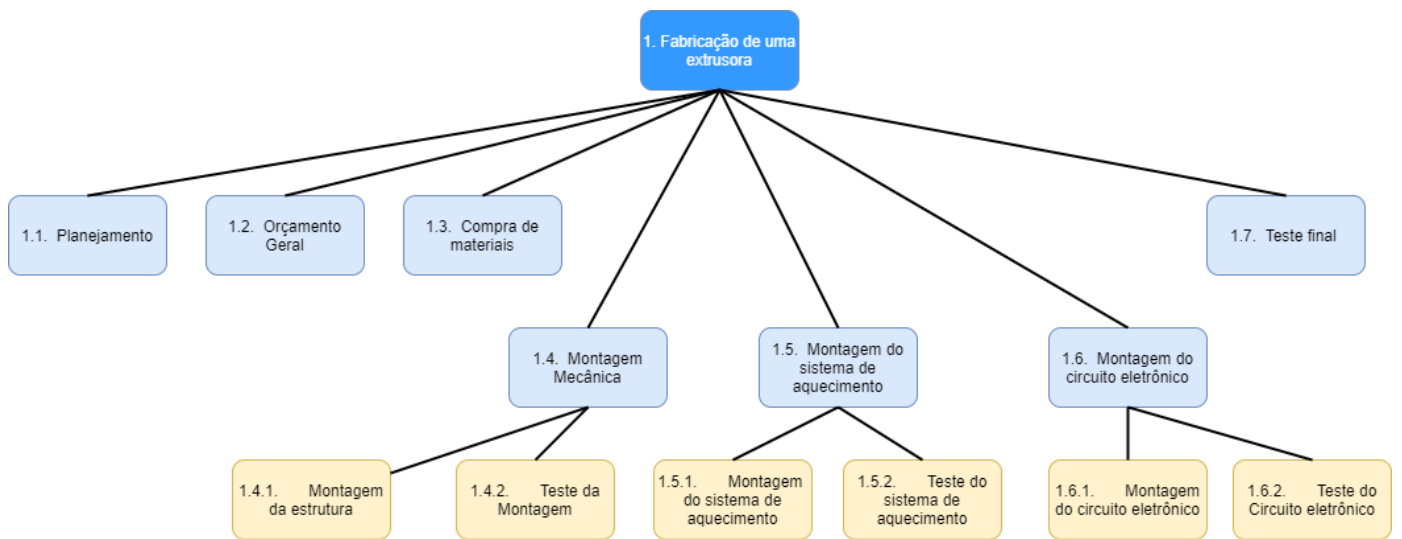 1. Fabricação de uma
extrusora
1.1. Planejamento
1.2. Orçamento
Geral
1.3. Compra de
materiais
1.7. Teste final
1.4. Montagem
Mecânica
1.5. Montagem do
sistema de
aquecimento
1.6. Montagem do
circuito eletrônico
1.4.1. Montagem
da estrutura
1.4.2. Teste da
Montagem
1.5.1. Montagem
do sistema de
aquecimento
1.5.2. Teste do
sistema de
aquecimento
1.6.1. Montagem
do circuito eletrônico
1.6.2. Teste do
Circuito eletrônico